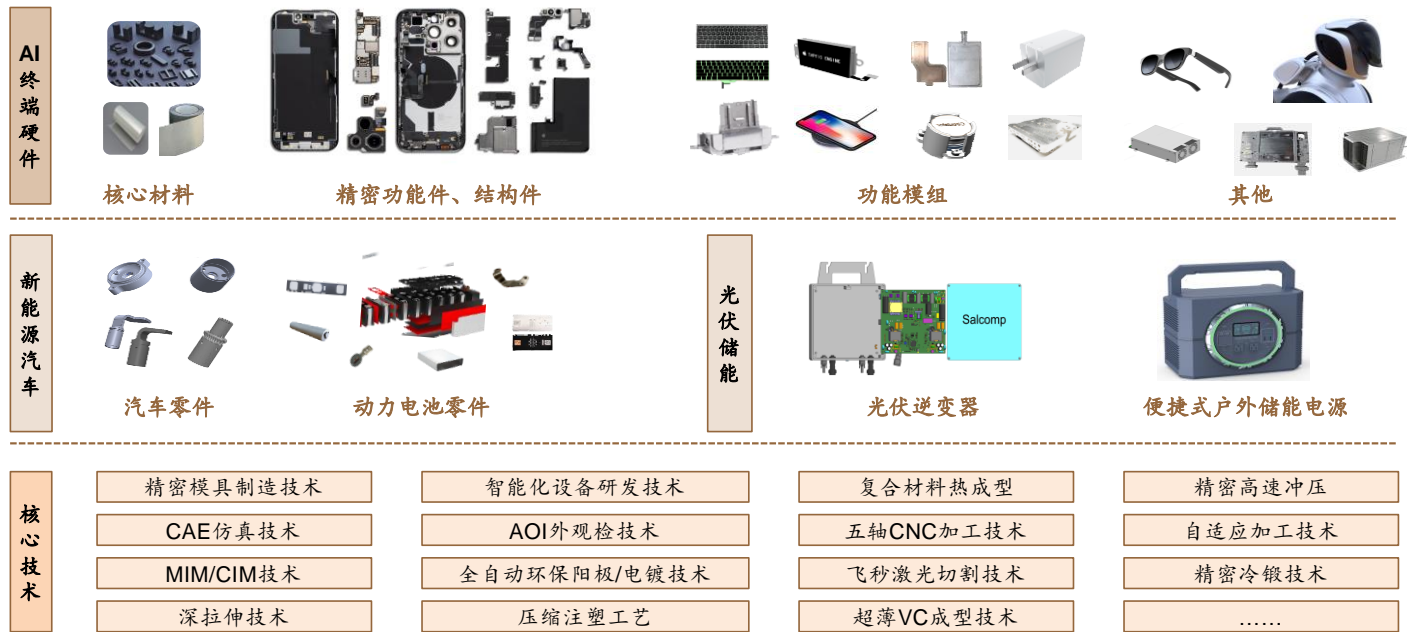 AI终端硬件
核心材料
精密功能件、结构件
功能模组
其他
新能源汽车
汽车零件
动力电池零件
光伏储能
Salcomp
光伏逆变器
便捷式户外储能电源
核心技术
精密模具制造技术
智能化设备研发技术
复合材料热成型
精密高速冲压
CAE仿真技术
AOI外观检技术
五轴CNC加工技术
自适应加工技术
MIM/CIM技术
全自动环保阳极/电镀技术
飞秒激光切割技术
精密冷锻技术
深拉伸技术
压缩注塑工艺
超薄VC成型技术
……